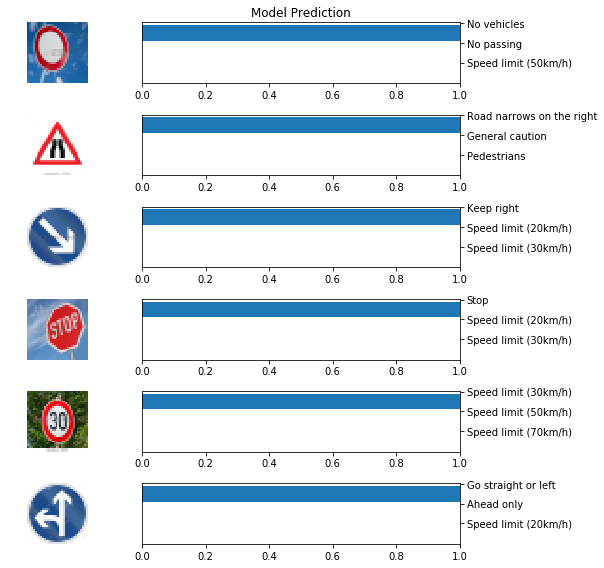 Model Prediction
No vehicles
No passing
Speed limit (50km/h)
0.0 0.2 0.4 0.6 0.8 1.0
Road narrows on the right
General caution
Pedestrians
0.0 0.2 0.4 0.6 0.8 1.0
Keep right
Speed limit (20km/h)
Speed limit (30km/h)
0.0 0.2 0.4 0.6 0.8 1.0
STOP
Stop
Speed limit (20km/h)
Speed limit (30km/h)
0.0 0.2 0.4 0.6 0.8 1.0
30
Speed limit (30km/h)
Speed limit (50km/h)
Speed limit (70km/h)
0.0 0.2 0.4 0.6 0.8 1.0
Go straight or left
Ahead only
Speed limit (20km/h)
0.0 0.2 0.4 0.6 0.8 1.0